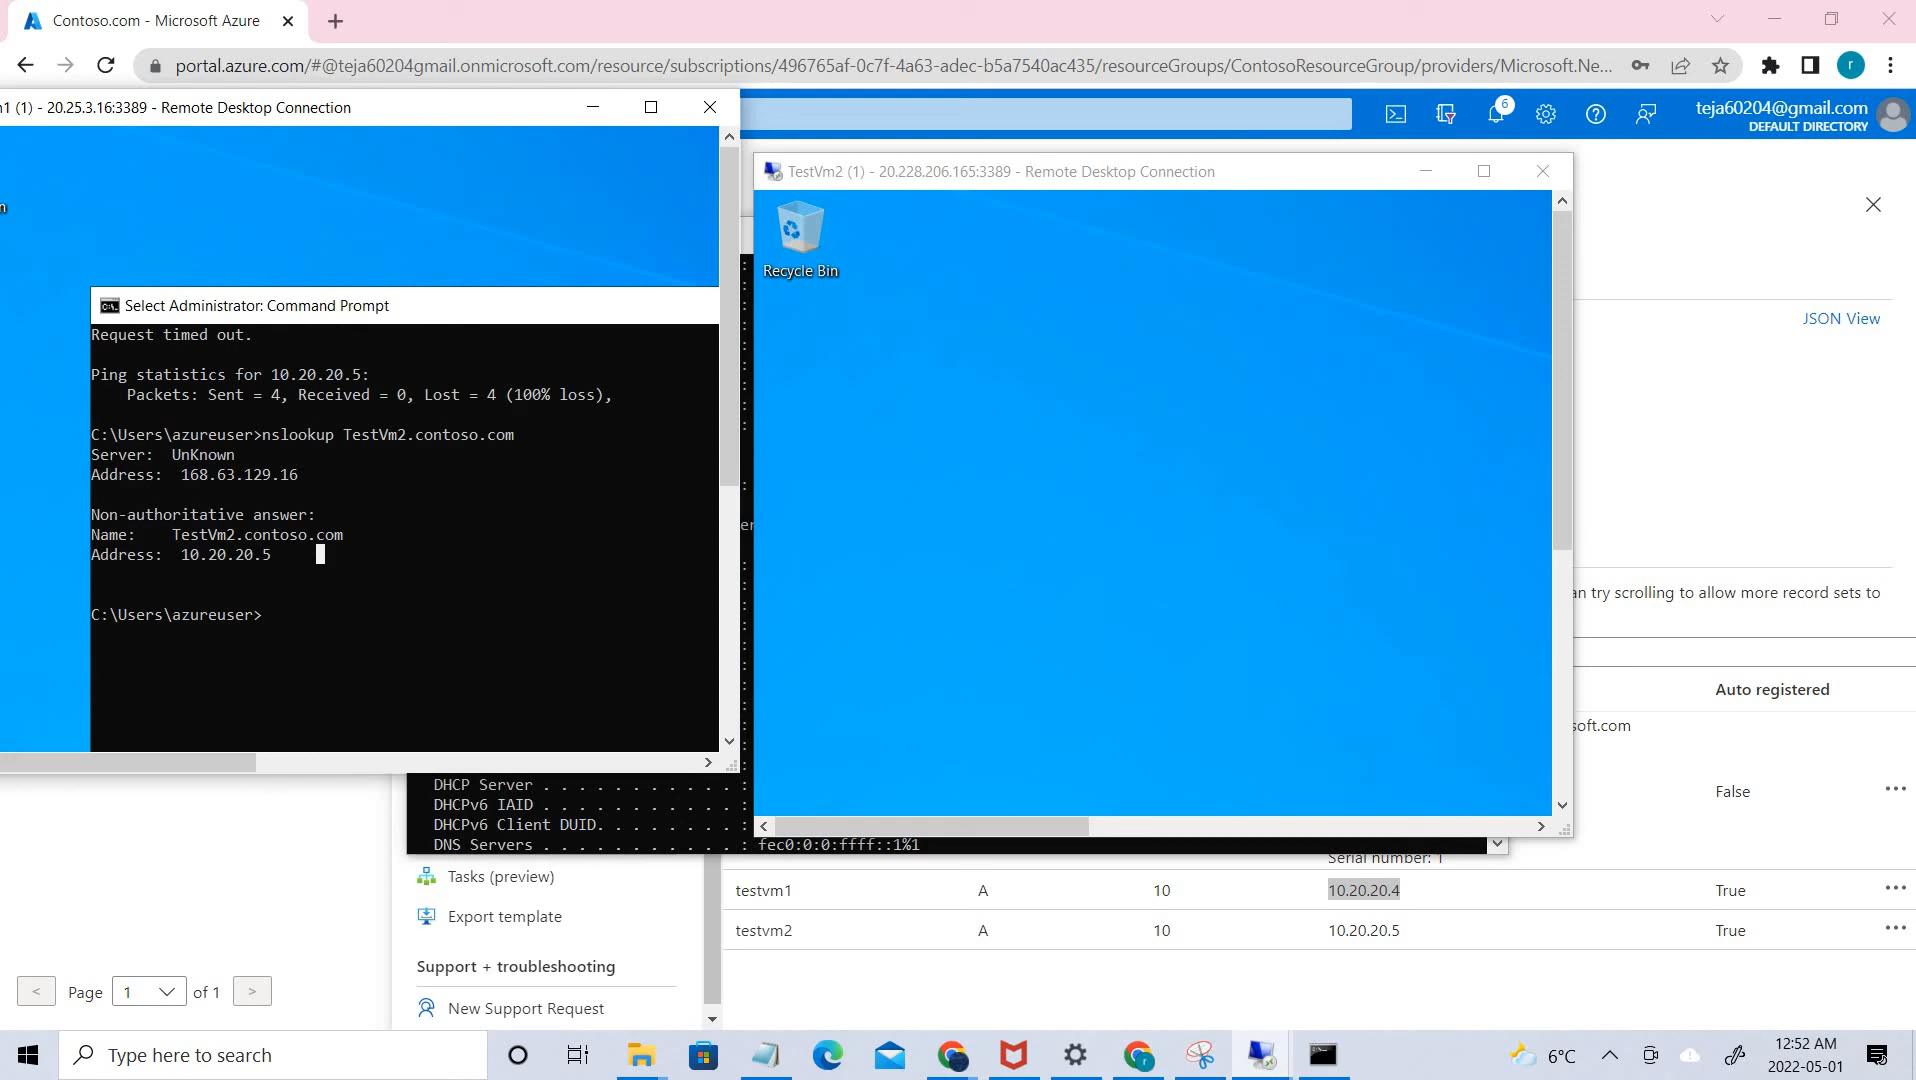 Contoso.com - Microsoft Azure
portal.azure.com/#@teja60204gmail.onmicrosoft.com/resource/subscriptions/496765af-0c7f-4a63-adec-b5a7540ac435/resourceGroups/ContosoResourceGroup/providers/Microsoft.Ne...
r
n1 (1) - 20.25.3.16:3389 - Remote Desktop Connection
6
teja60204@gmail.com
DEFAULT DIRECTORY
TestVm2 (1) - 20.228.206.165:3389 - Remote Desktop Connection
n
Recycle Bin
JSON View
Select Administrator: Command Prompt
Request timed out.
Ping statistics for 10.20.20.5:
Packets: Sent = 4, Received = 0, Lost = 4 (100% loss),
C:\Users\azureuser>nslookup TestVm2.contoso.com
Server: UnKnown
Address: 168.63.129.16
Non-authoritative answer:
Name: TestVm2.contoso.com
Address: 10.20.20.5
C:\Users\azureuser>
er
an try scrolling to allow more record sets to
Auto registered
soft.com
False
DHCP Server . . . . . . . . . . . :
DHCPv6 IAID . . . . . . . . . . . :
DHCPv6 Client DUID. . . . . . . . :
DNS Servers . . . . . . . . . . . : fec0:0:0:ffff::1%1
Serial number: 1
Tasks (preview)
testvm1 A 10 10.20.20.4 True
Export template
testvm2 A 10 10.20.20.5 True
Support + troubleshooting
< Page 1 of 1 >
New Support Request
Type here to search
6°C
12:52 AM
2022-05-01